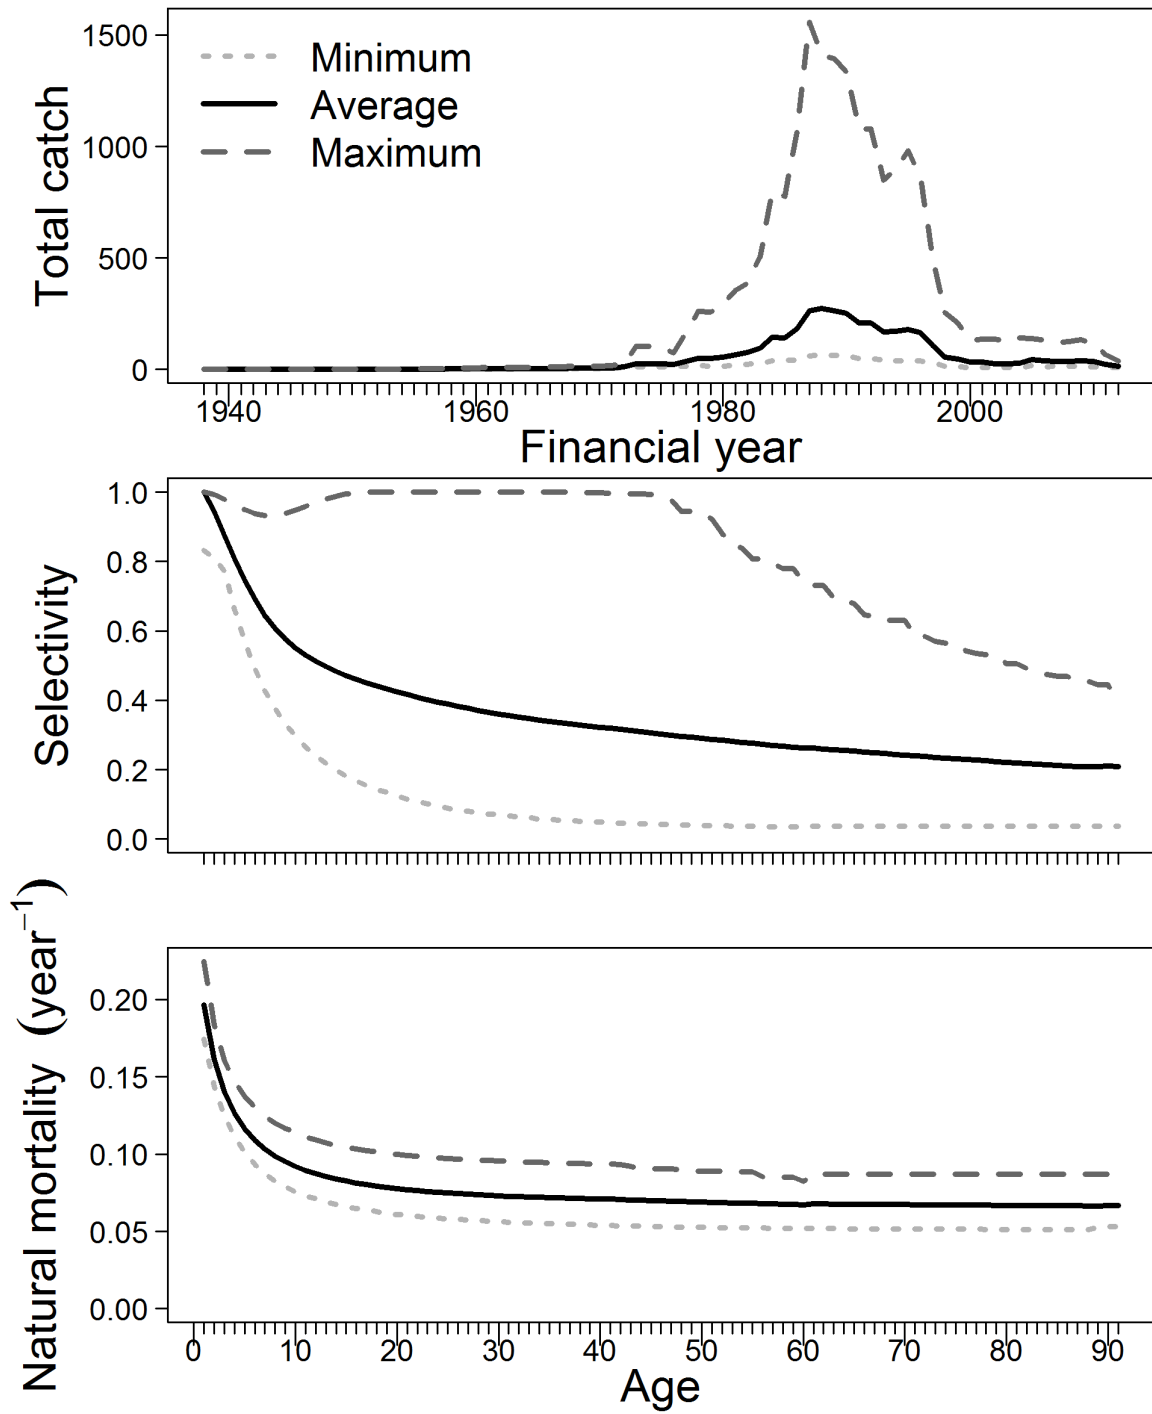 Total catch
1500
1000
500
0
Minimum
Average
Maximum
1940 1960 1980 2000
Financial year
Selectivity
1.0
0.8
0.6
0.4
0.2
0.0
Natural mortality (year⁻¹)
0.20
0.15
0.10
0.05
0.00
0 10 20 30 40 50 60 70 80 90
Age